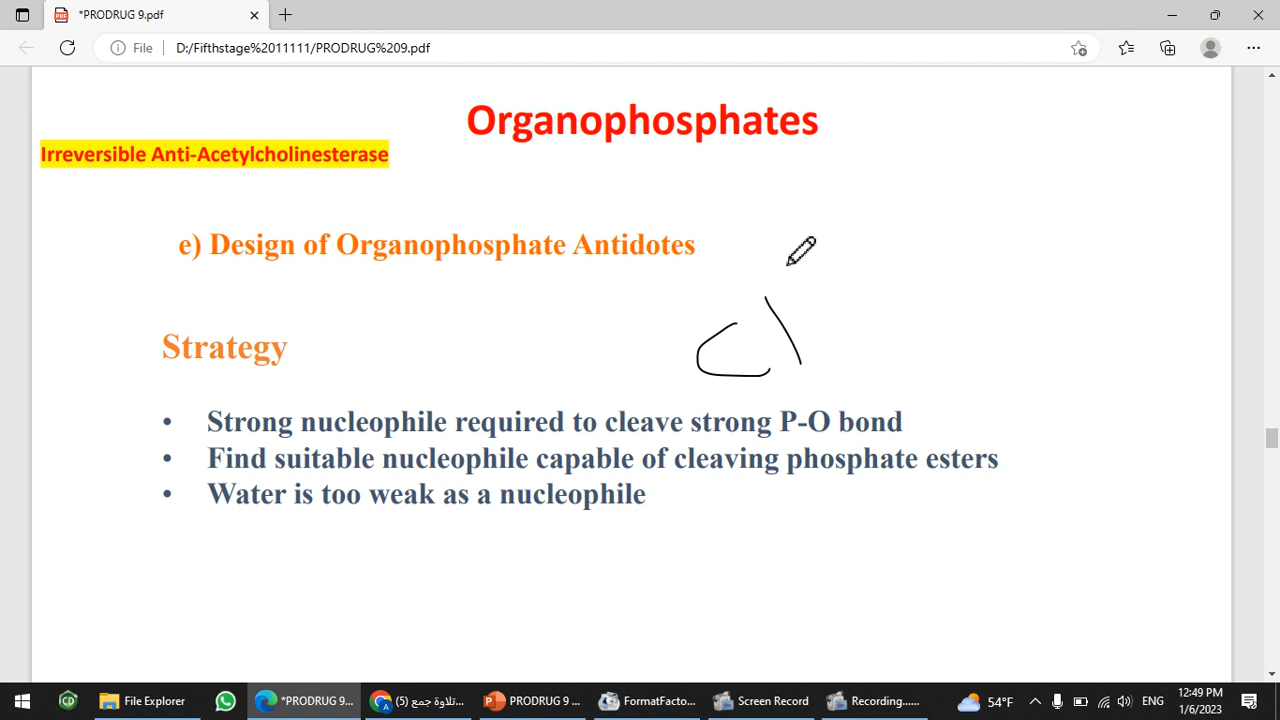 *PRODRUG 9.pdf
File
D:/Fifthstage%2011111/PRODRUG%209.pdf
Organophosphates
Irreversible Anti-Acetylcholinesterase
e) Design of Organophosphate Antidotes
Strategy
• Strong nucleophile required to cleave strong P-O bond
• Find suitable nucleophile capable of cleaving phosphate esters
• Water is too weak as a nucleophile
File Explorer
*PRODRUG 9...
تلاوة جمع (5)...
PRODRUG 9 ...
FormatFacto...
Screen Record
Recording......
54°F
ENG
12:49 PM
1/6/2023